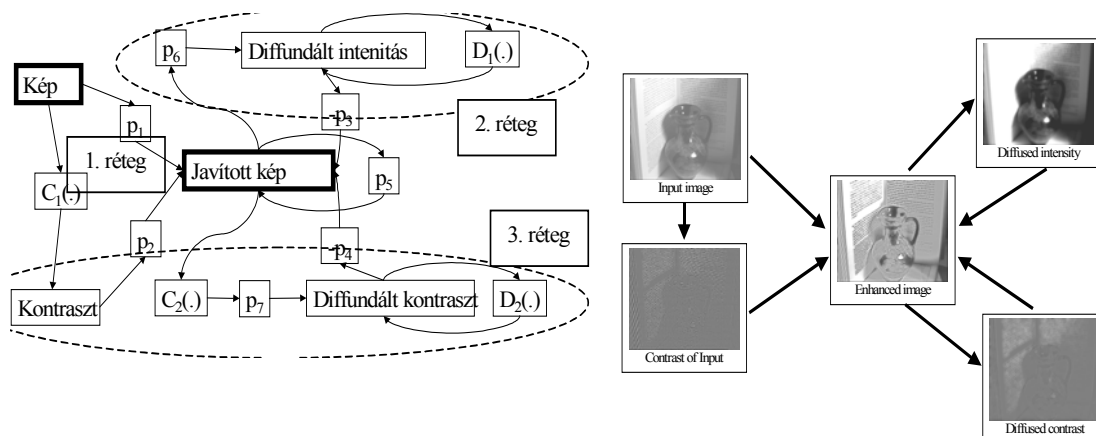 p6
Diffundált intenitás
D1(.)
Kép
p1
-p3
2. réteg
1. réteg
Javított kép
p5
C1(.)
p2
-p4
3. réteg
Kontraszt
C2(.)
p7
Diffundált kontraszt
D2(.)
Input image
Diffused intensity
Enhanced image
Contrast of Input
Diffused contrast